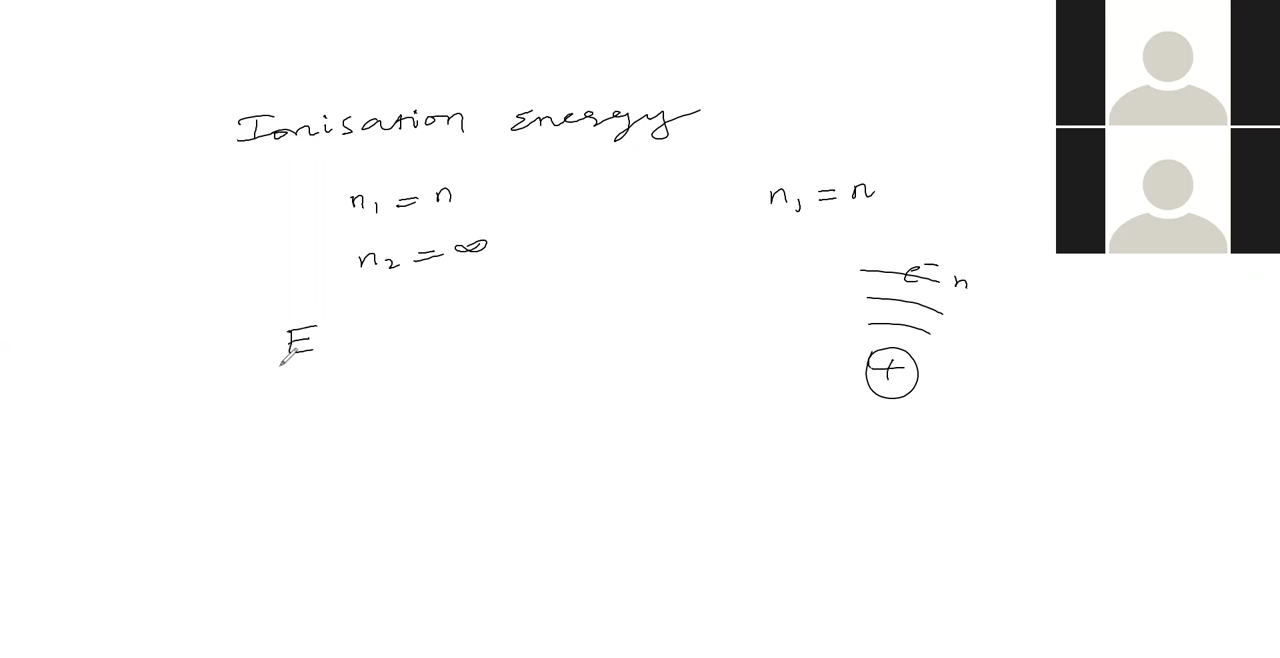 Ionisation Energy
n₁ = n
n₂ = ∞
n₁ = n
e⁻ n
+
E